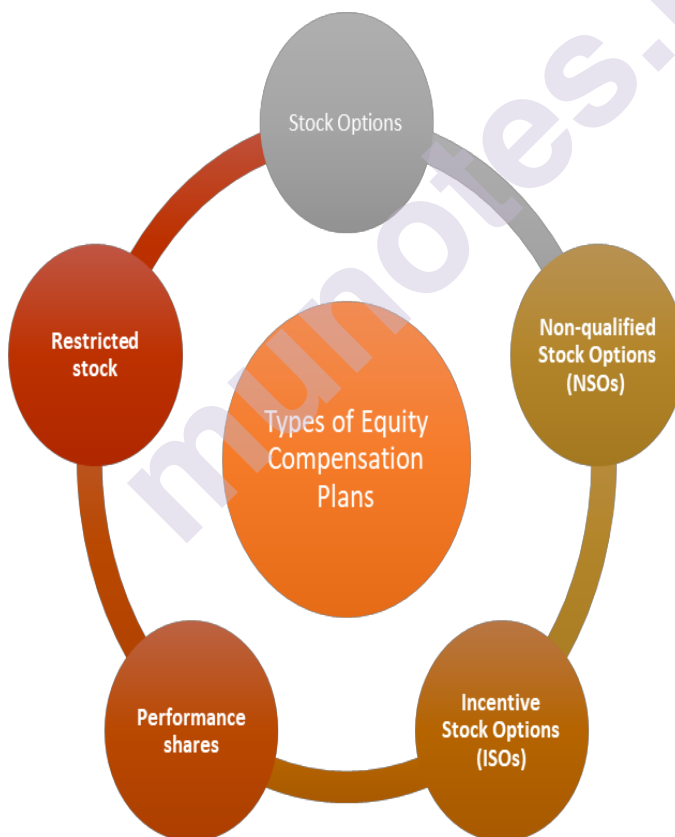 Stock Options
Non-qualified
Stock Options
(NSOs)
Incentive
Stock Options
(ISOs)
Performance
shares
Restricted
stock
Types of Equity
Compensation
Plans
munotes.